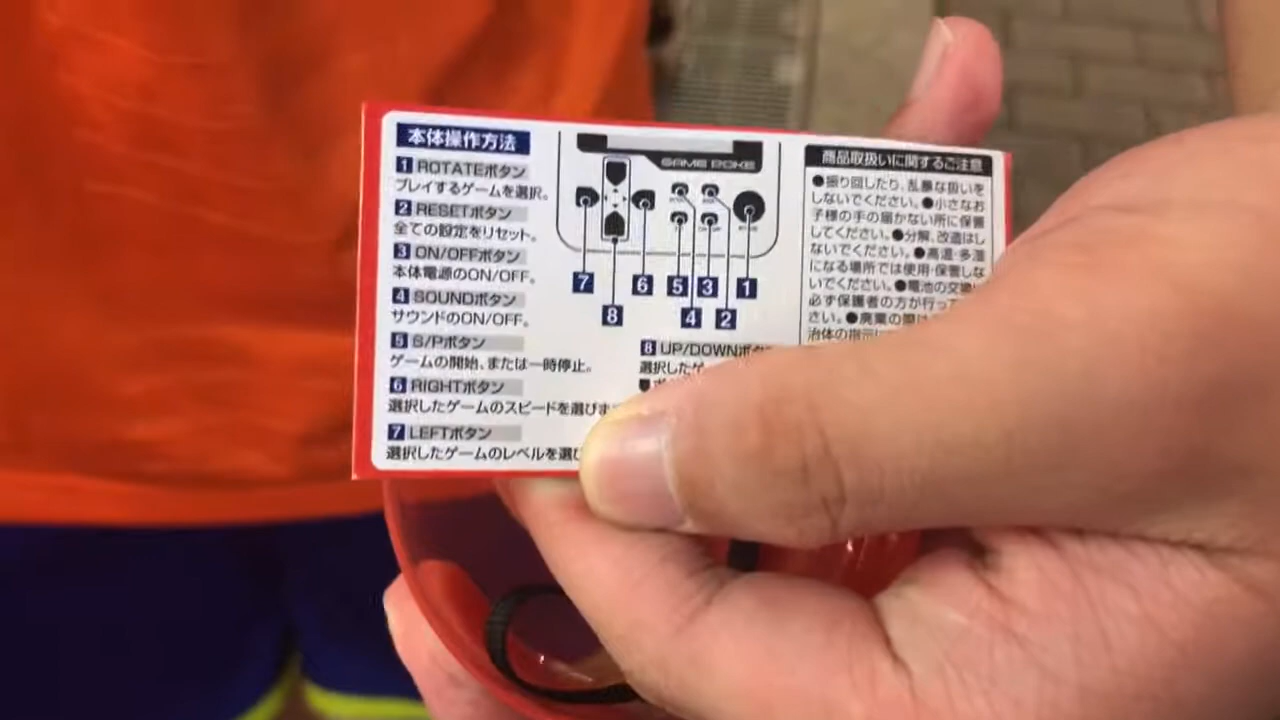 本体操作方法
1 ROTATEボタン
プレイするゲームを選択。
2 RESETボタン
全ての設定をリセット。
3 ON/OFFボタン
本体電源のON/OFF。
4 SOUNDボタン
サウンドのON/OFF。
5 S/Pボタン
ゲームの開始、または一時停止。
6 RIGHTボタン
選択したゲームのスピードを選びま
7 LEFTボタン
選択したゲームのレベルを選び
GAME POKE
7 6 5 3 1
8 4 2
8 UP/DOWNボタン
選択したゲ
商品取扱いに関するご注意
●振り回したり、乱暴な扱いを
しないでください。●小さなお
子様の手の届かない所に保管
してください。●分解、改造はし
ないでください。●高温・多湿
になる場所では使用・保管しな
いでください。●電池の交換は
必ず保護者の方が行って
さい。●廃棄の際は
治体の指示に